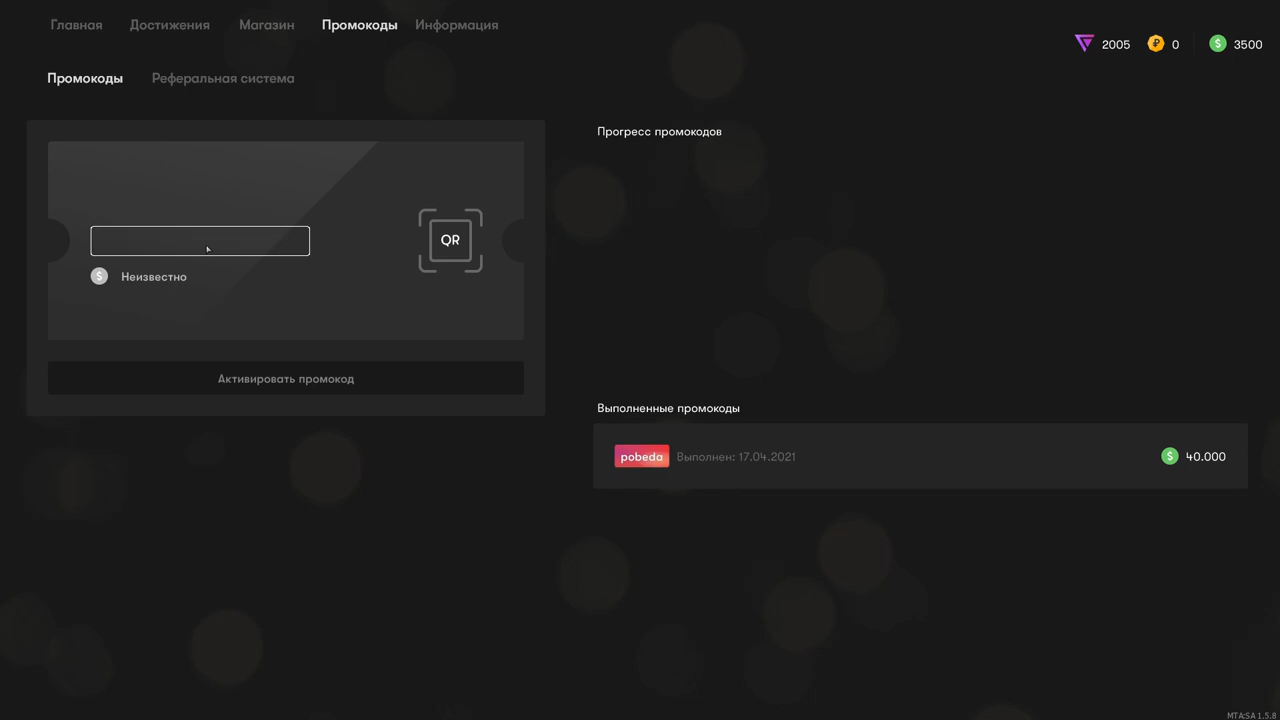 Главная Достижения Магазин Промокоды Информация
2005 ₽ 0 $ 3500
Промокоды Реферальная система
Прогресс промокодов
QR
$ Неизвестно
Активировать промокод
Выполненные промокоды
pobeda Выполнен: 17.04.2021 $ 40.000
MTA:SA 1.5.8